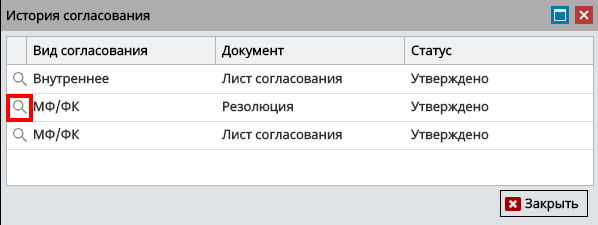 История согласования
Вид согласования Документ Статус
Внутреннее Лист согласования Утверждено
МФ/ФК Резолюция Утверждено
МФ/ФК Лист согласования Утверждено
Закрыть